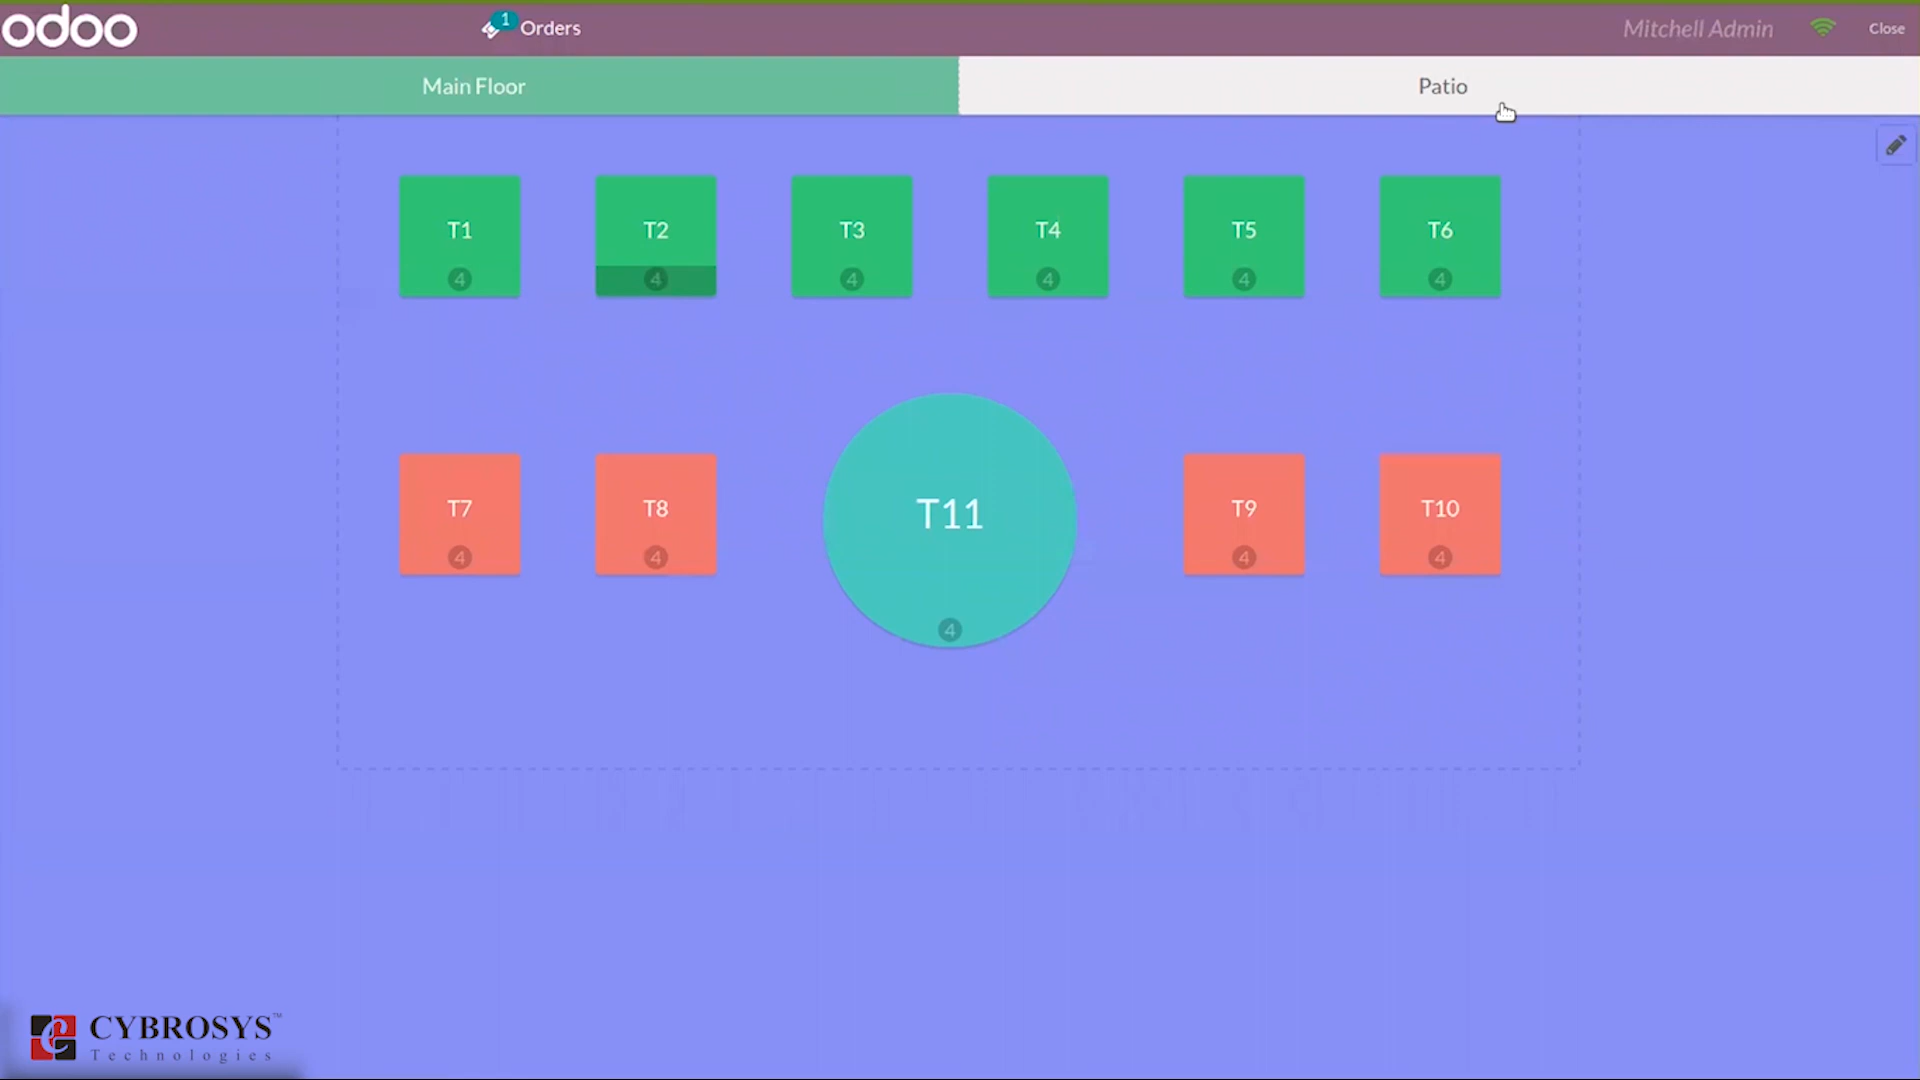 odoo
1 Orders
Mitchell Admin
Close
Main Floor
Patio
T1
T2
T3
T4
T5
T6
4
4
4
4
4
4
T7
T8
T11
T9
T10
4
4
4
4
4
CYBROSYS™
Technologies